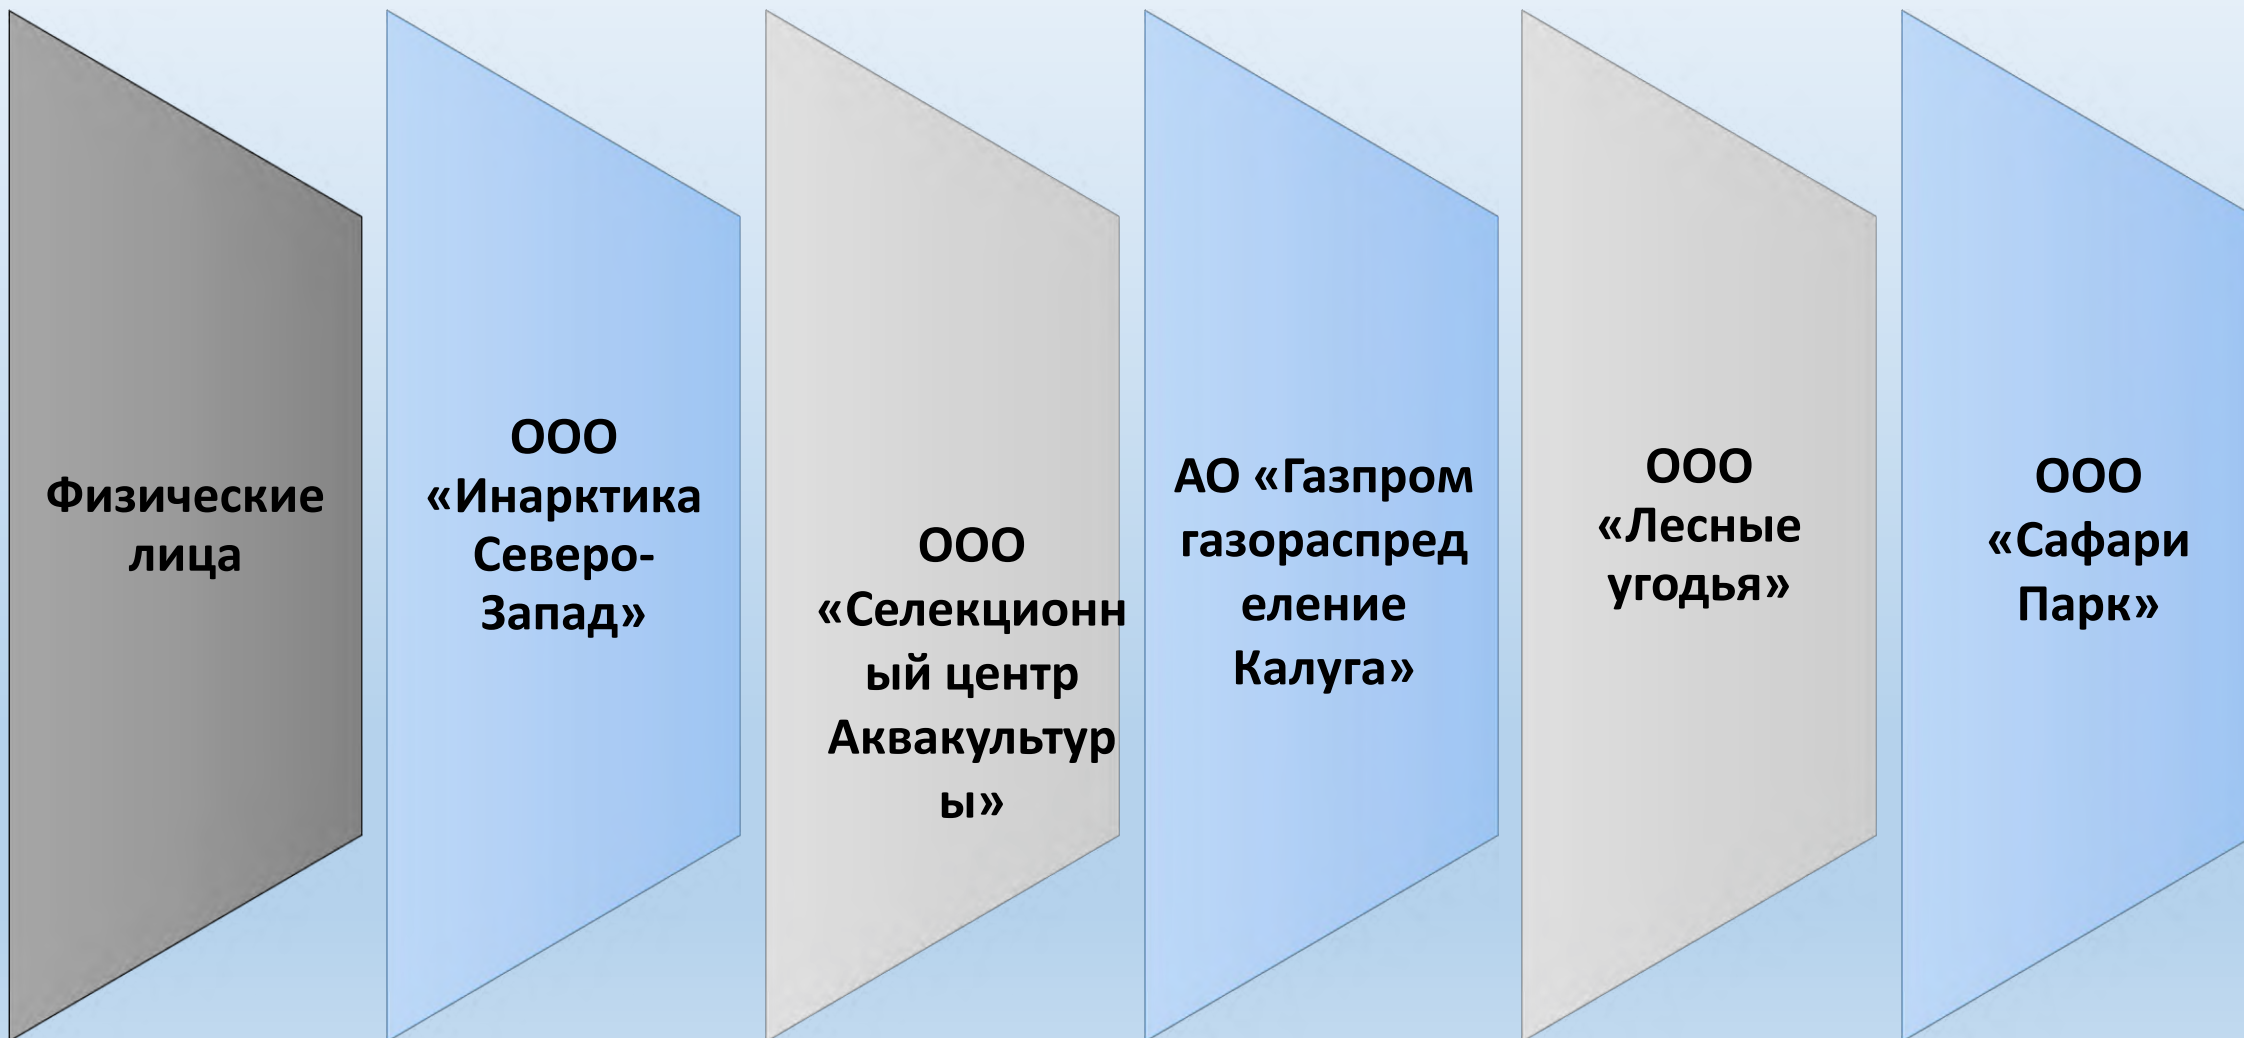 Физические
лица
ООО
«Инарктика
Северо-
Запад»
ООО
«Селекционн
ый центр
Аквакультур
ы»
АО «Газпром
газораспред
еление
Калуга»
ООО
«Лесные
угодья»
ООО
«Сафари
Парк»